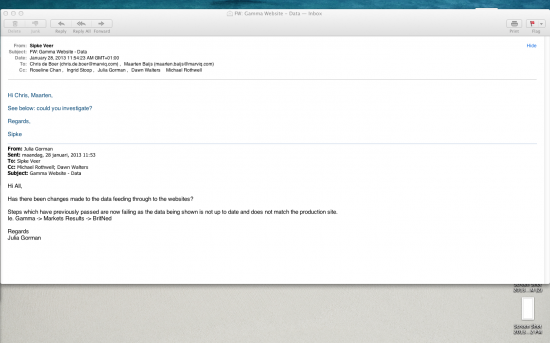 FW: Gamma Website - Data — Inbox
Delete Junk Reply Reply All Forward Print Flag
From: Sipke Veer Hide
Subject: FW: Gamma Website - Data
Date: January 28, 2013 11:54:23 AM GMT+01:00
To: Chris de Boer (chris.de.boer@marviq.com) , Maarten Baijs (maarten.baijs@marviq.com)
Cc: Roseline Chan , Ingrid Stoop , Julia Gorman , Dawn Walters Michael Rothwell
Hi Chris, Maarten.
See below: could you investigate?
Regards,
Sipke
From: Julia Gorman
Sent: maandag, 28 januari, 2013 11:53
To: Sipke Veer
Cc: Michael Rothwell; Dawn Walters
Subject: Gamma Website - Data
Hi All,
Has there been changes made to the data feeding through to the websites?
Steps which have previously passed are now failing as the data being shown is not up to date and does not match the production site.
Ie. Gamma -> Markets Results -> BritNed
Regards
Julia Gorman
Screen Shot
Screen Shot